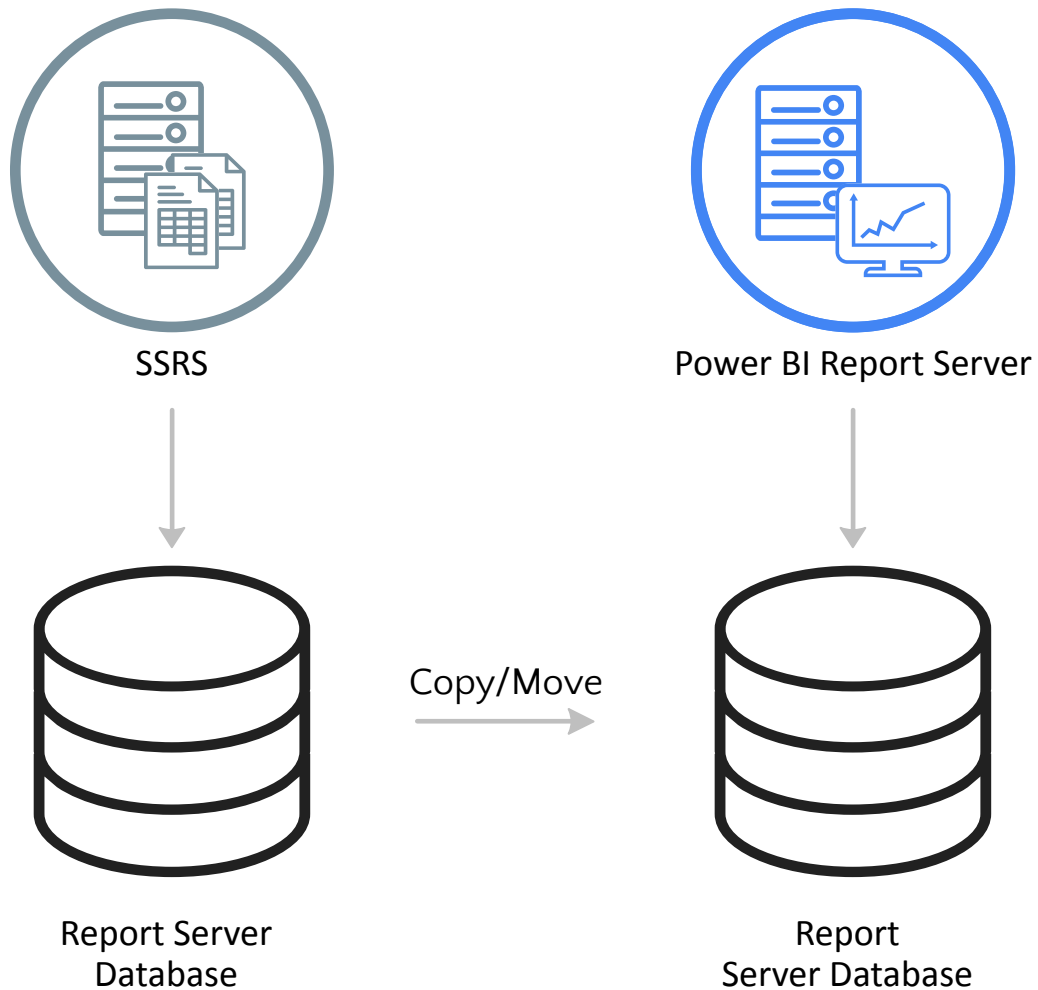 SSRS
Power BI Report Server
Copy/Move
Report Server
Database
Report
Server Database